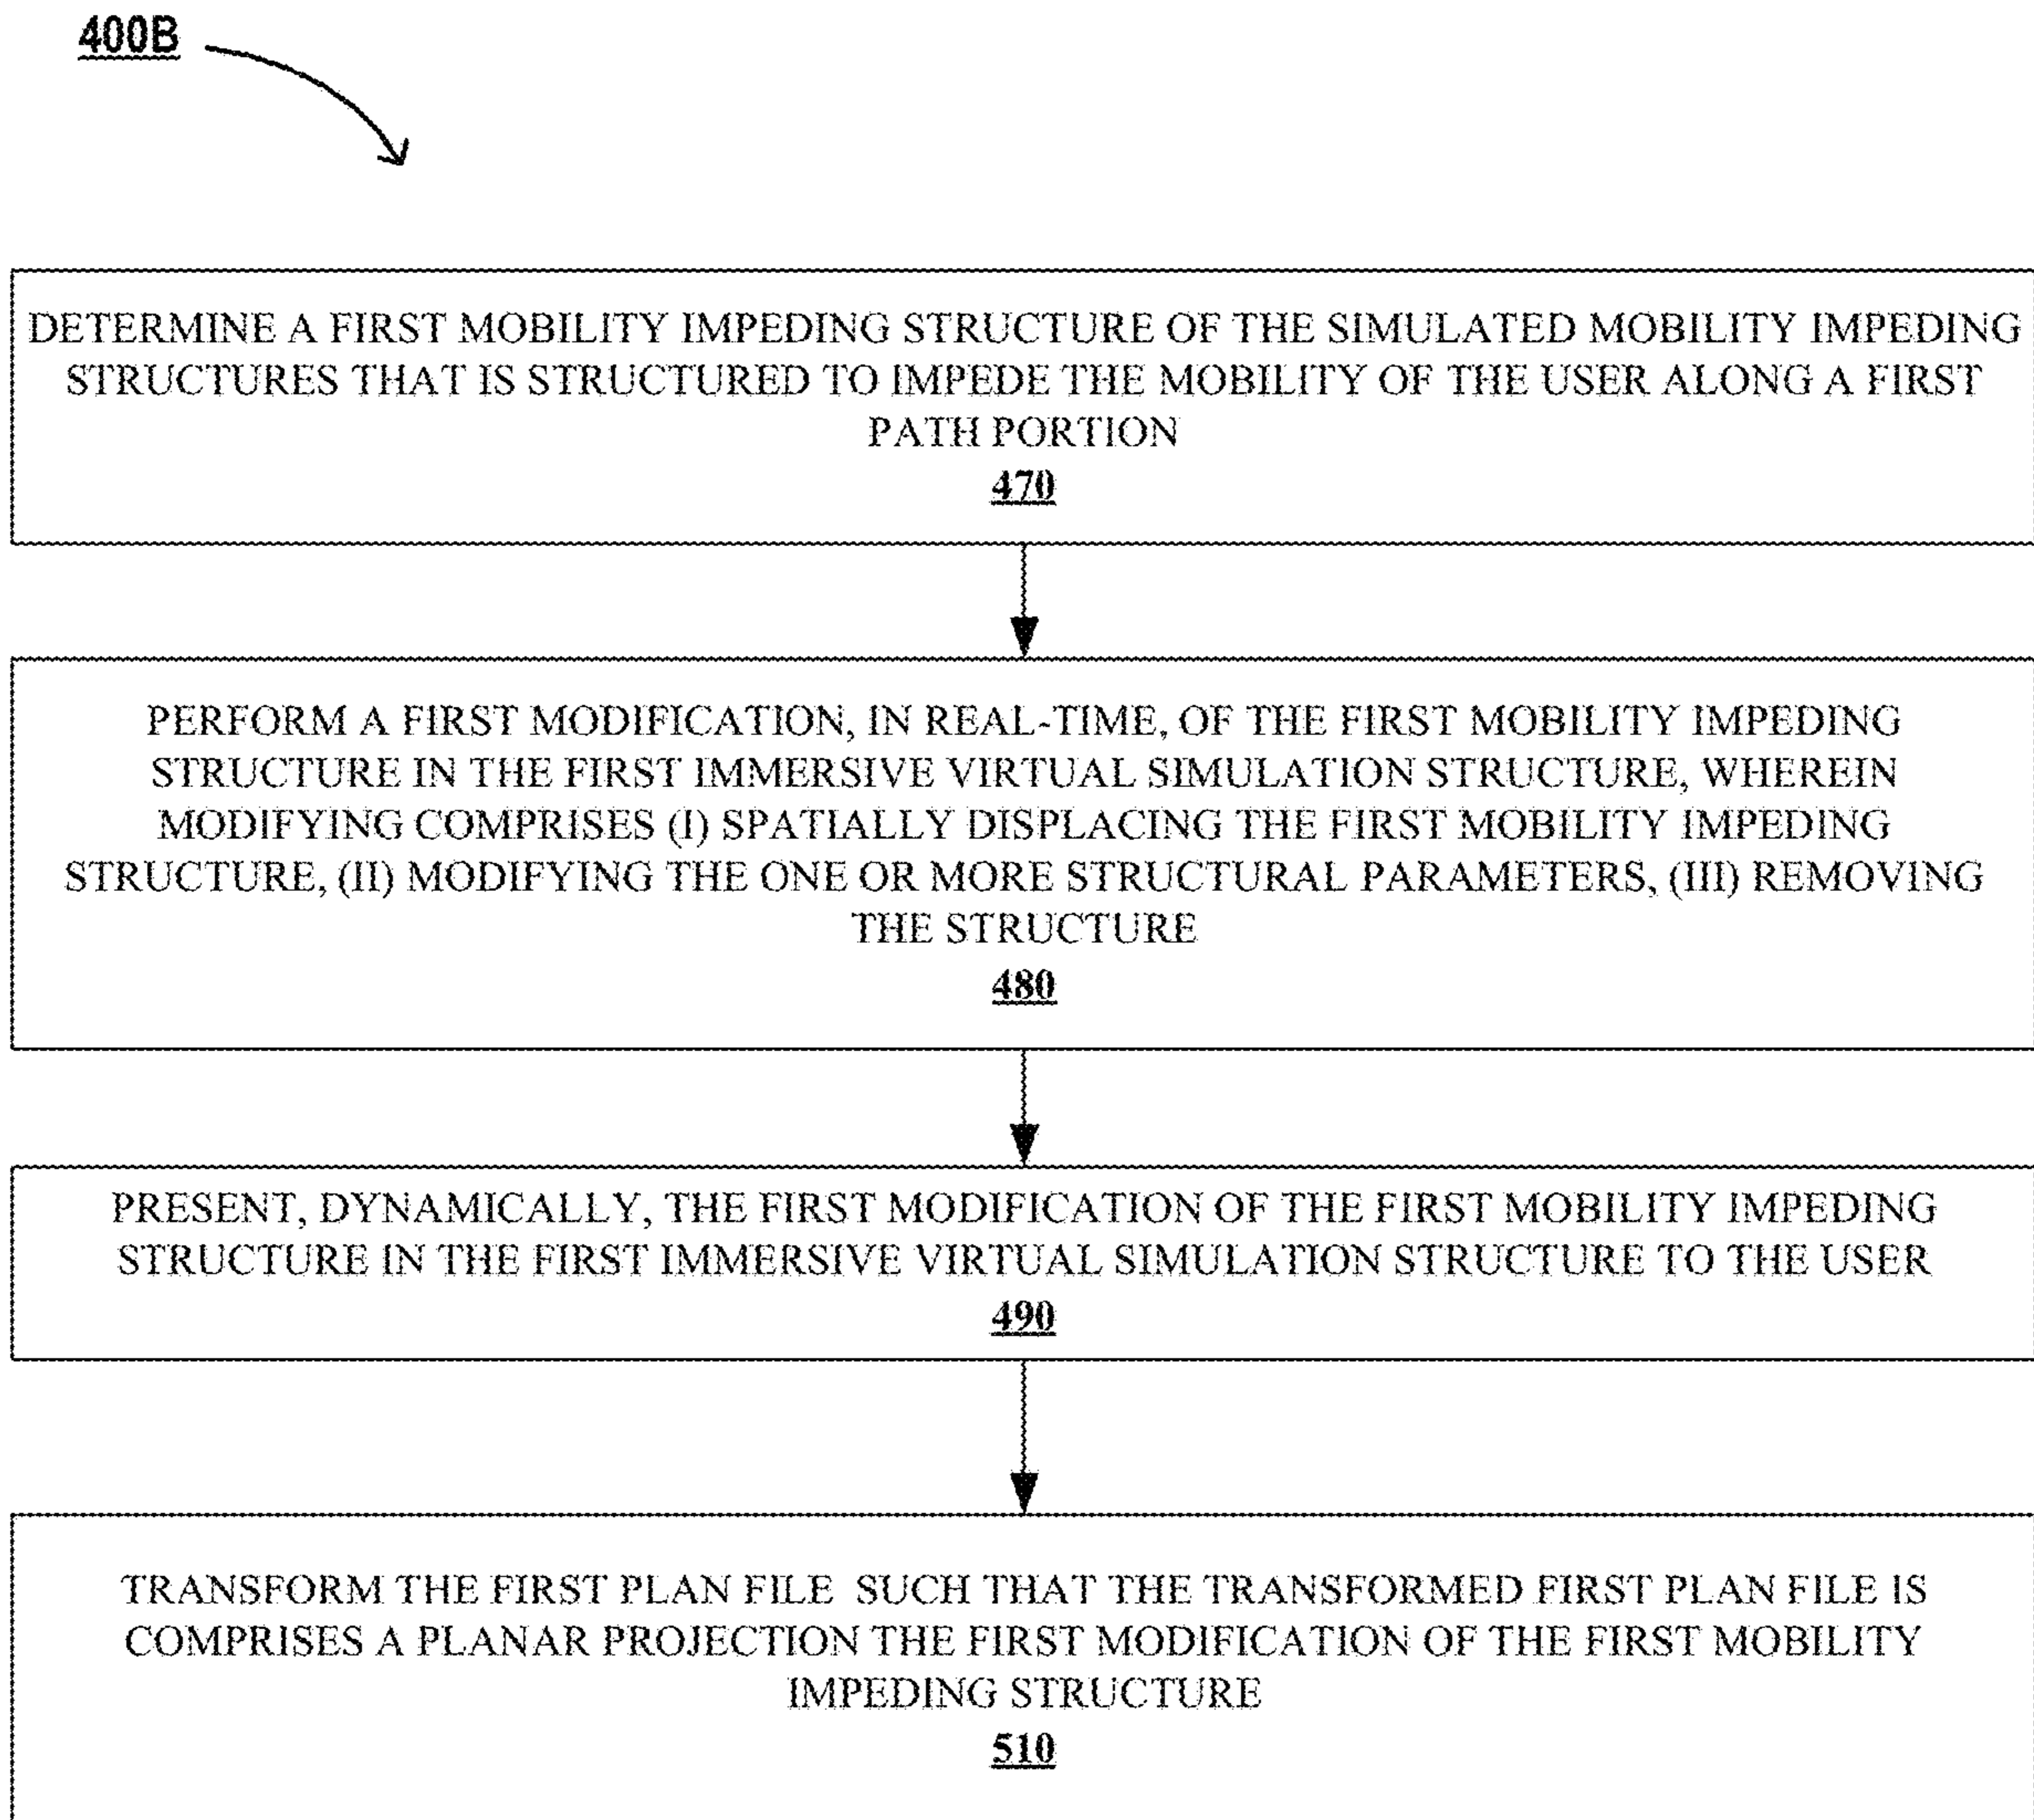 400B
DETERMINE A FIRST MOBILITY IMPEDING STRUCTURE OF THE SIMULATED MOBILITY IMPEDING
STRUCTURES THAT IS STRUCTURED TO IMPEDE THE MOBILITY OF THE USER ALONG A FIRST
PATH PORTION
470
PERFORM A FIRST MODIFICATION, IN REAL-TIME, OF THE FIRST MOBILITY IMPEDING
STRUCTURE IN THE FIRST IMMERSIVE VIRTUAL SIMULATION STRUCTURE, WHEREIN
MODIFYING COMPRISES (I) SPATIALLY DISPLACING THE FIRST MOBILITY IMPEDING
STRUCTURE, (II) MODIFYING THE ONE OR MORE STRUCTURAL PARAMETERS, (III) REMOVING
THE STRUCTURE
480
PRESENT, DYNAMICALLY, THE FIRST MODIFICATION OF THE FIRST MOBILITY IMPEDING
STRUCTURE IN THE FIRST IMMERSIVE VIRTUAL SIMULATION STRUCTURE TO THE USER
490
TRANSFORM THE FIRST PLAN FILE SUCH THAT THE TRANSFORMED FIRST PLAN FILE IS
COMPRISES A PLANAR PROJECTION THE FIRST MODIFICATION OF THE FIRST MOBILITY
IMPEDING STRUCTURE
510